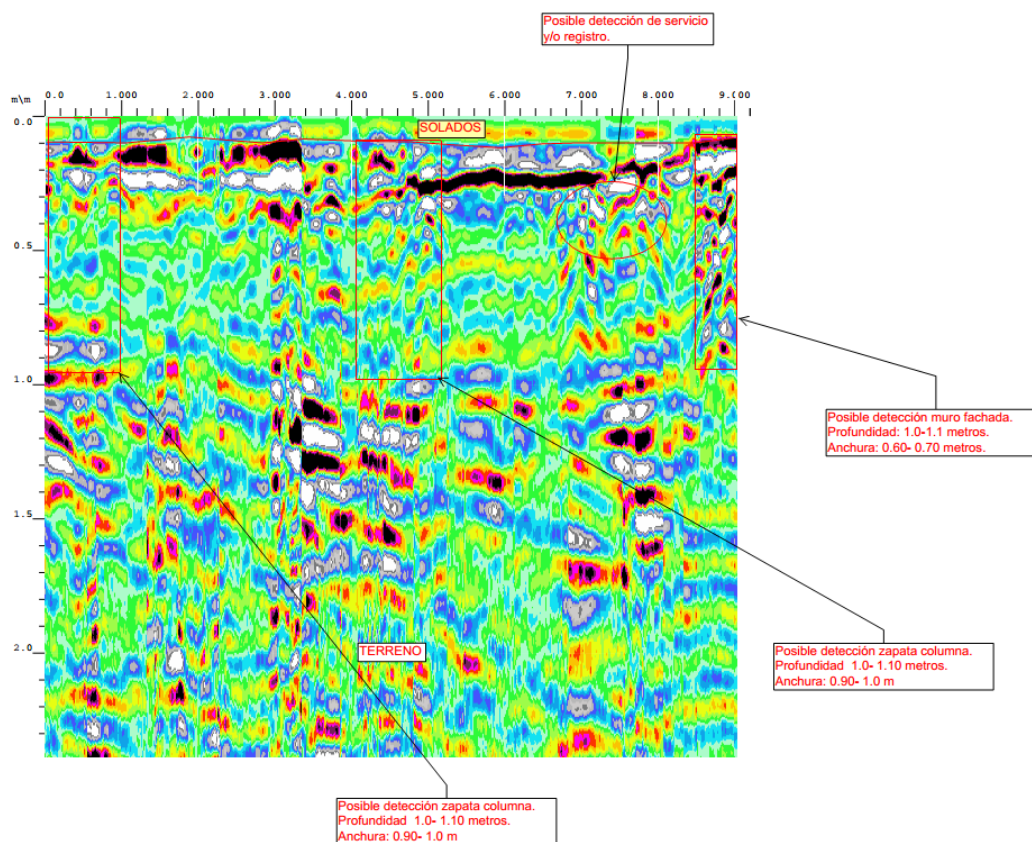 Posible detección de servicio
y/o registro.
m\m
0.0 1.000 2.000 3.000 4.000 5.000 6.000 7.000 8.000 9.000
0.0
SOLADOS
0.5
1.0
Posible detección muro fachada.
Profundidad: 1.0-1.1 metros.
Anchura: 0.60- 0.70 metros.
1.5
2.0
TERRENO
Posible detección zapata columna.
Profundidad 1.0- 1.10 metros.
Anchura: 0.90- 1.0 m
Posible detección zapata columna.
Profundidad 1.0- 1.10 metros.
Anchura: 0.90- 1.0 m